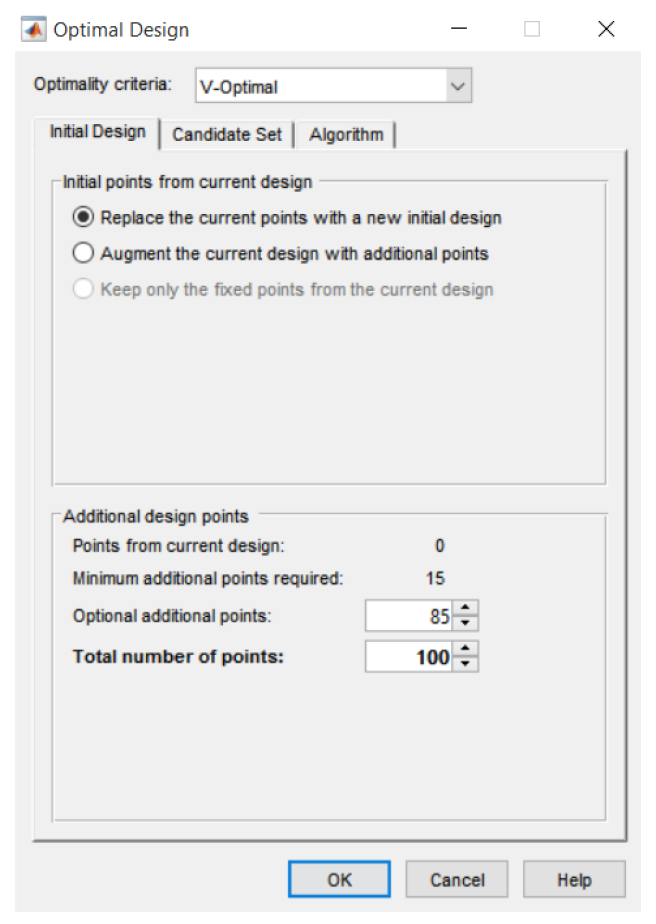 Optimal Design
Optimality criteria: V-Optimal
Initial Design Candidate Set Algorithm
Initial points from current design
Replace the current points with a new initial design
Augment the current design with additional points
Keep only the fixed points from the current design
Additional design points
Points from current design: 0
Minimum additional points required: 15
Optional additional points: 85
Total number of points: 100
OK Cancel Help